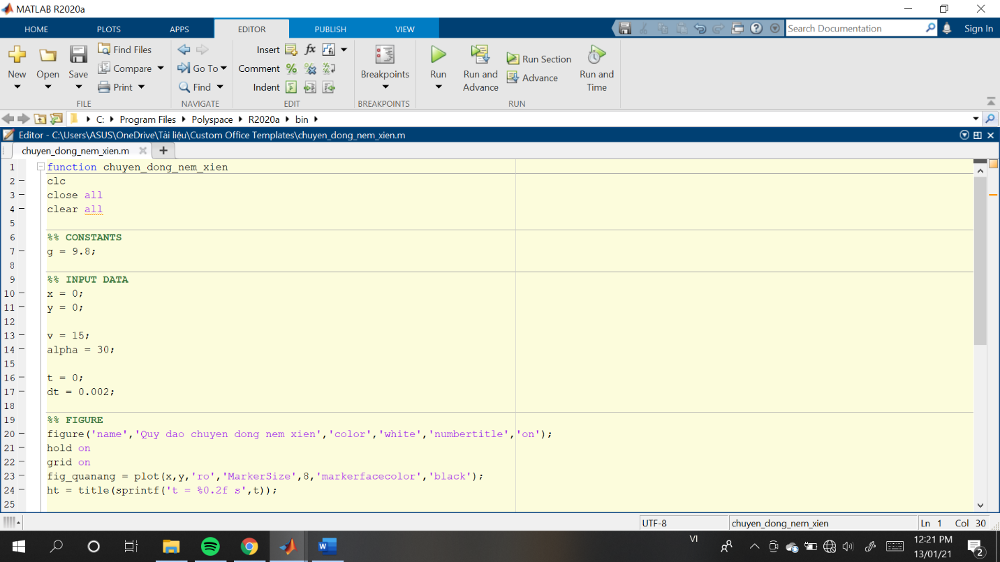 MATLAB R2020a
HOME PLOTS APPS EDITOR PUBLISH VIEW Search Documentation Sign In
Find Files Insert fx
New Open Save Compare Go To Comment Breakpoints Run Run and Advance Run Section Advance Run and Time
Print Find Indent
FILE NAVIGATE EDIT BREAKPOINTS RUN
C: Program Files Polyspace R2020a bin
Editor - C:\Users\ASUS\OneDrive\Tài liệu\Custom Office Templates\chuyen_dong_nem_xien.m
chuyen_dong_nem_xien.m
1 function chuyen_dong_nem_xien
2 clc
3 close all
4 clear all
5
6 %% CONSTANTS
7 g = 9.8;
8
9 %% INPUT DATA
10 x = 0;
11 y = 0;
12
13 v = 15;
14 alpha = 30;
15
16 t = 0;
17 dt = 0.002;
18
19 %% FIGURE
20 figure('name','Quy dao chuyen dong nem xien','color','white','numbertitle','on');
21 hold on
22 grid on
23 fig_quanang = plot(x,y,'ro','MarkerSize',8,'markerfacecolor','black');
24 ht = title(sprintf('t = %0.2f s',t));
25
UTF-8 chuyen_dong_nem_xien Ln 1 Col 30
VI 12:21 PM
13/01/21 2